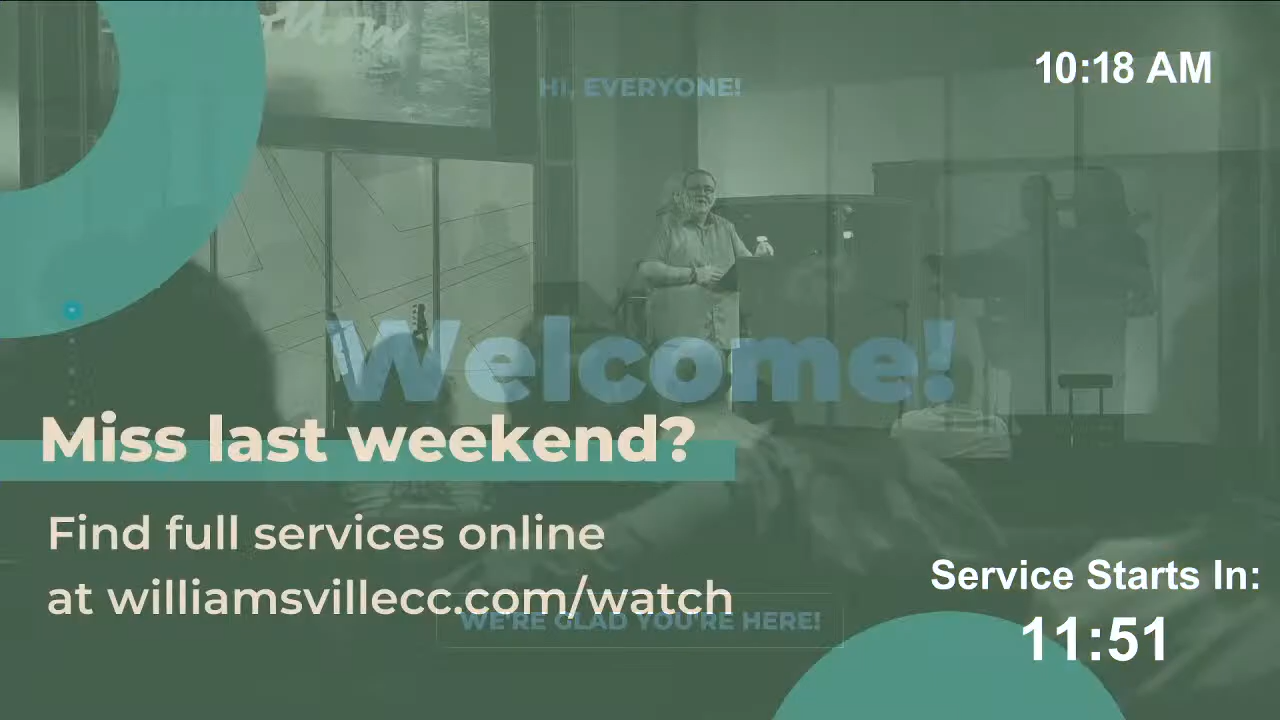 10:18 AM
HI, EVERYONE!
Welcome!
Miss last weekend?
Find full services online
at williamsvillecc.com/watch
WE'RE GLAD YOU'RE HERE!
Service Starts In:
11:51